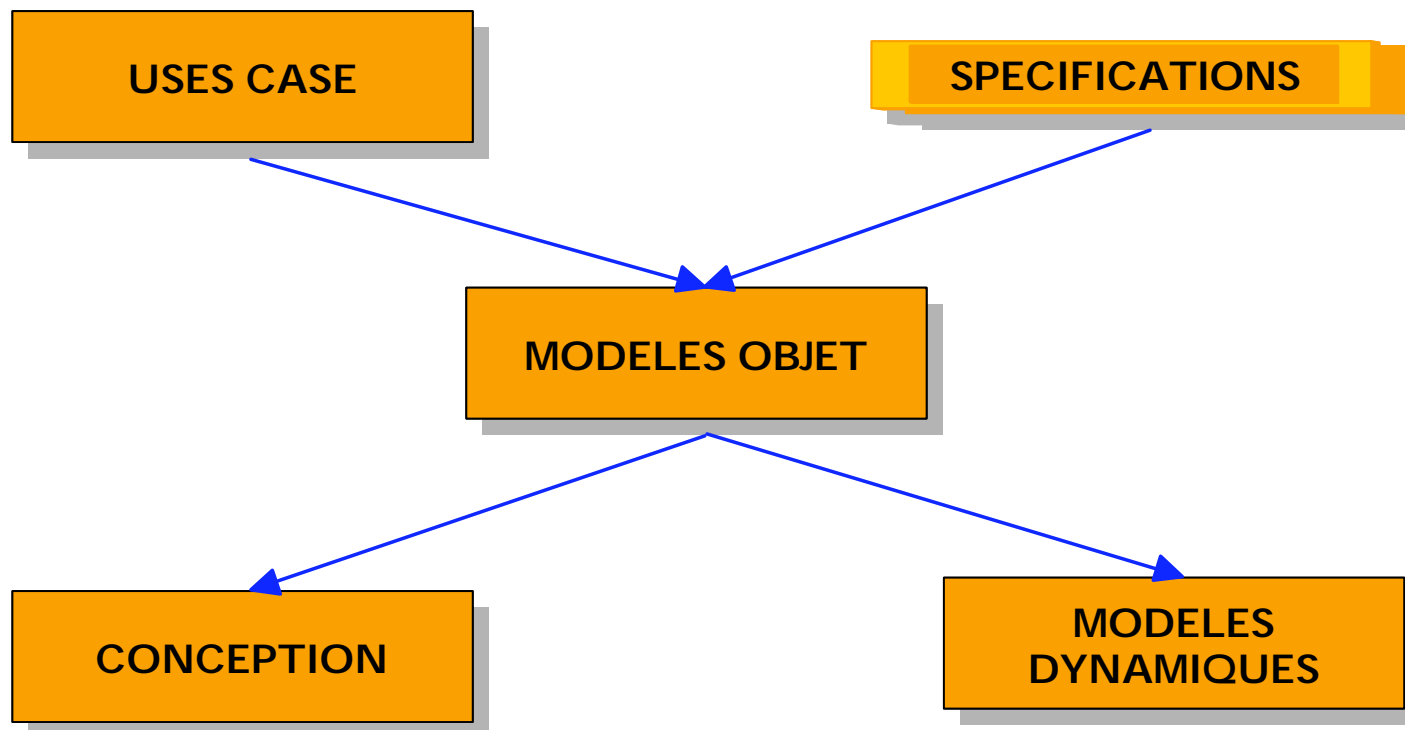 USES CASE
SPECIFICATIONS
MODELES OBJET
CONCEPTION
MODELES
DYNAMIQUES